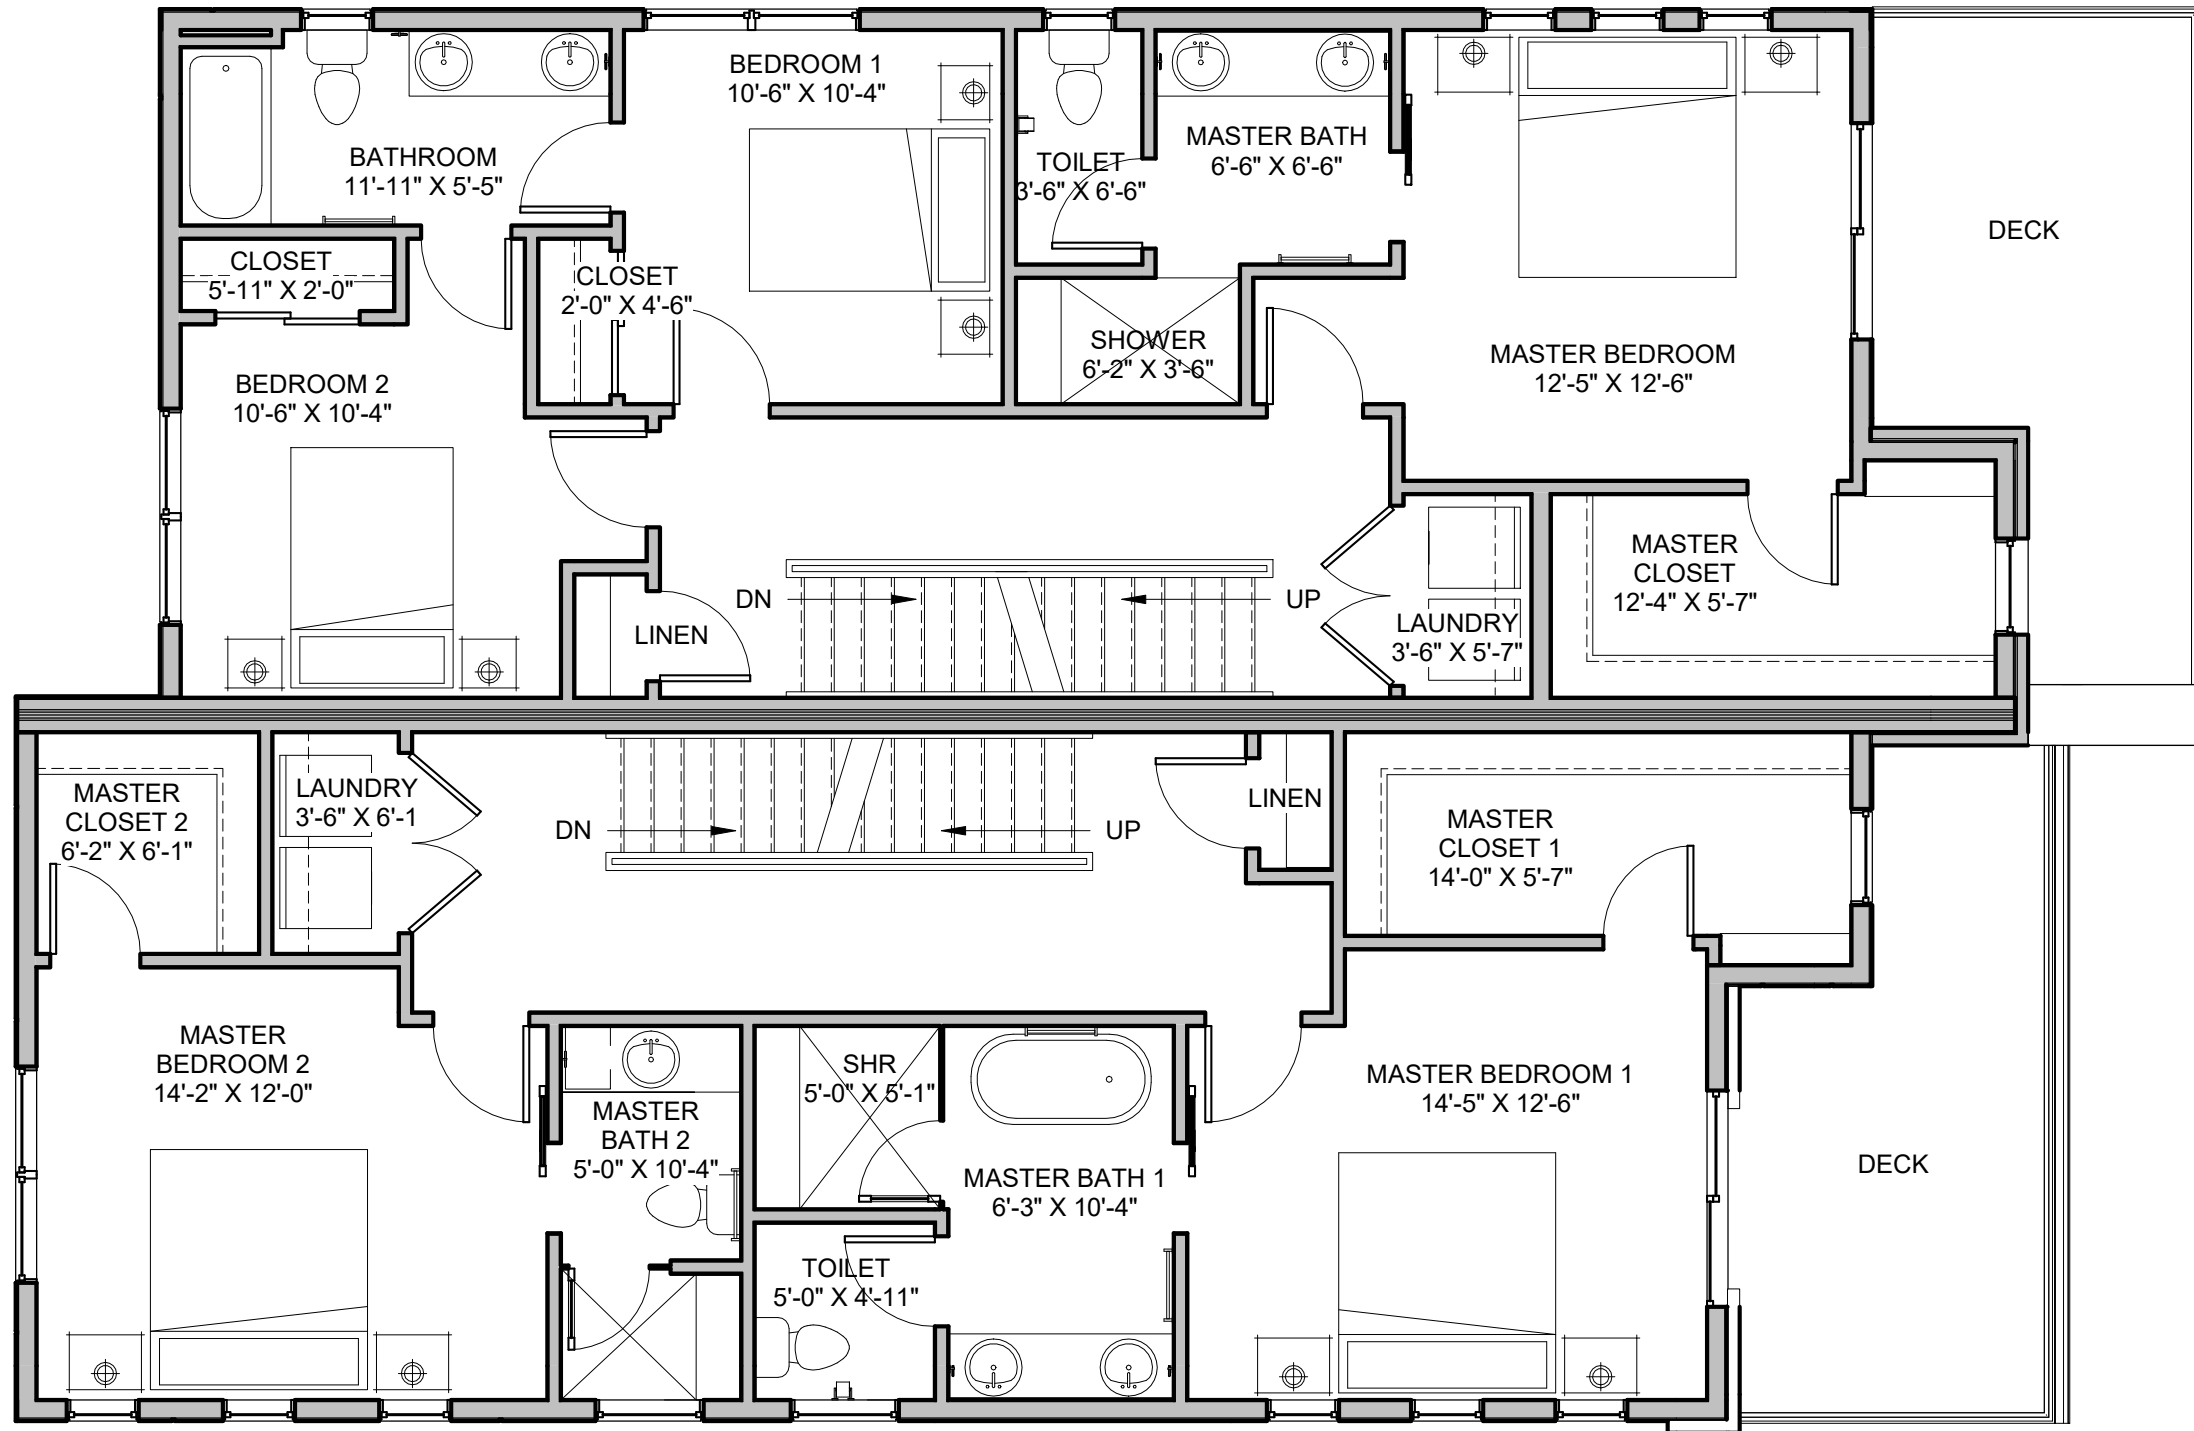 BEDROOM 1
10'-6" X 10'-4"
BATHROOM
11'-11" X 5'-5"
TOILET
3'-6" X 6'-6"
MASTER BATH
6'-6" X 6'-6"
DECK
CLOSET
5'-11" X 2'-0"
CLOSET
2'-0" X 4'-6"
SHOWER
6'-2" X 3'-6"
MASTER BEDROOM
12'-5" X 12'-6"
BEDROOM 2
10'-6" X 10'-4"
MASTER
CLOSET
12'-4" X 5'-7"
DN
UP
LINEN
LAUNDRY
3'-6" X 5'-7"
MASTER
CLOSET 2
6'-2" X 6'-1"
LAUNDRY
3'-6" X 6'-1
DN
UP
LINEN
MASTER
CLOSET 1
14'-0" X 5'-7"
MASTER
BEDROOM 2
14'-2" X 12'-0"
MASTER
BATH 2
5'-0" X 10'-4"
SHR
5'-0" X 5'-1"
MASTER BATH 1
6'-3" X 10'-4"
MASTER BEDROOM 1
14'-5" X 12'-6"
DECK
TOILET
5'-0" X 4'-11"